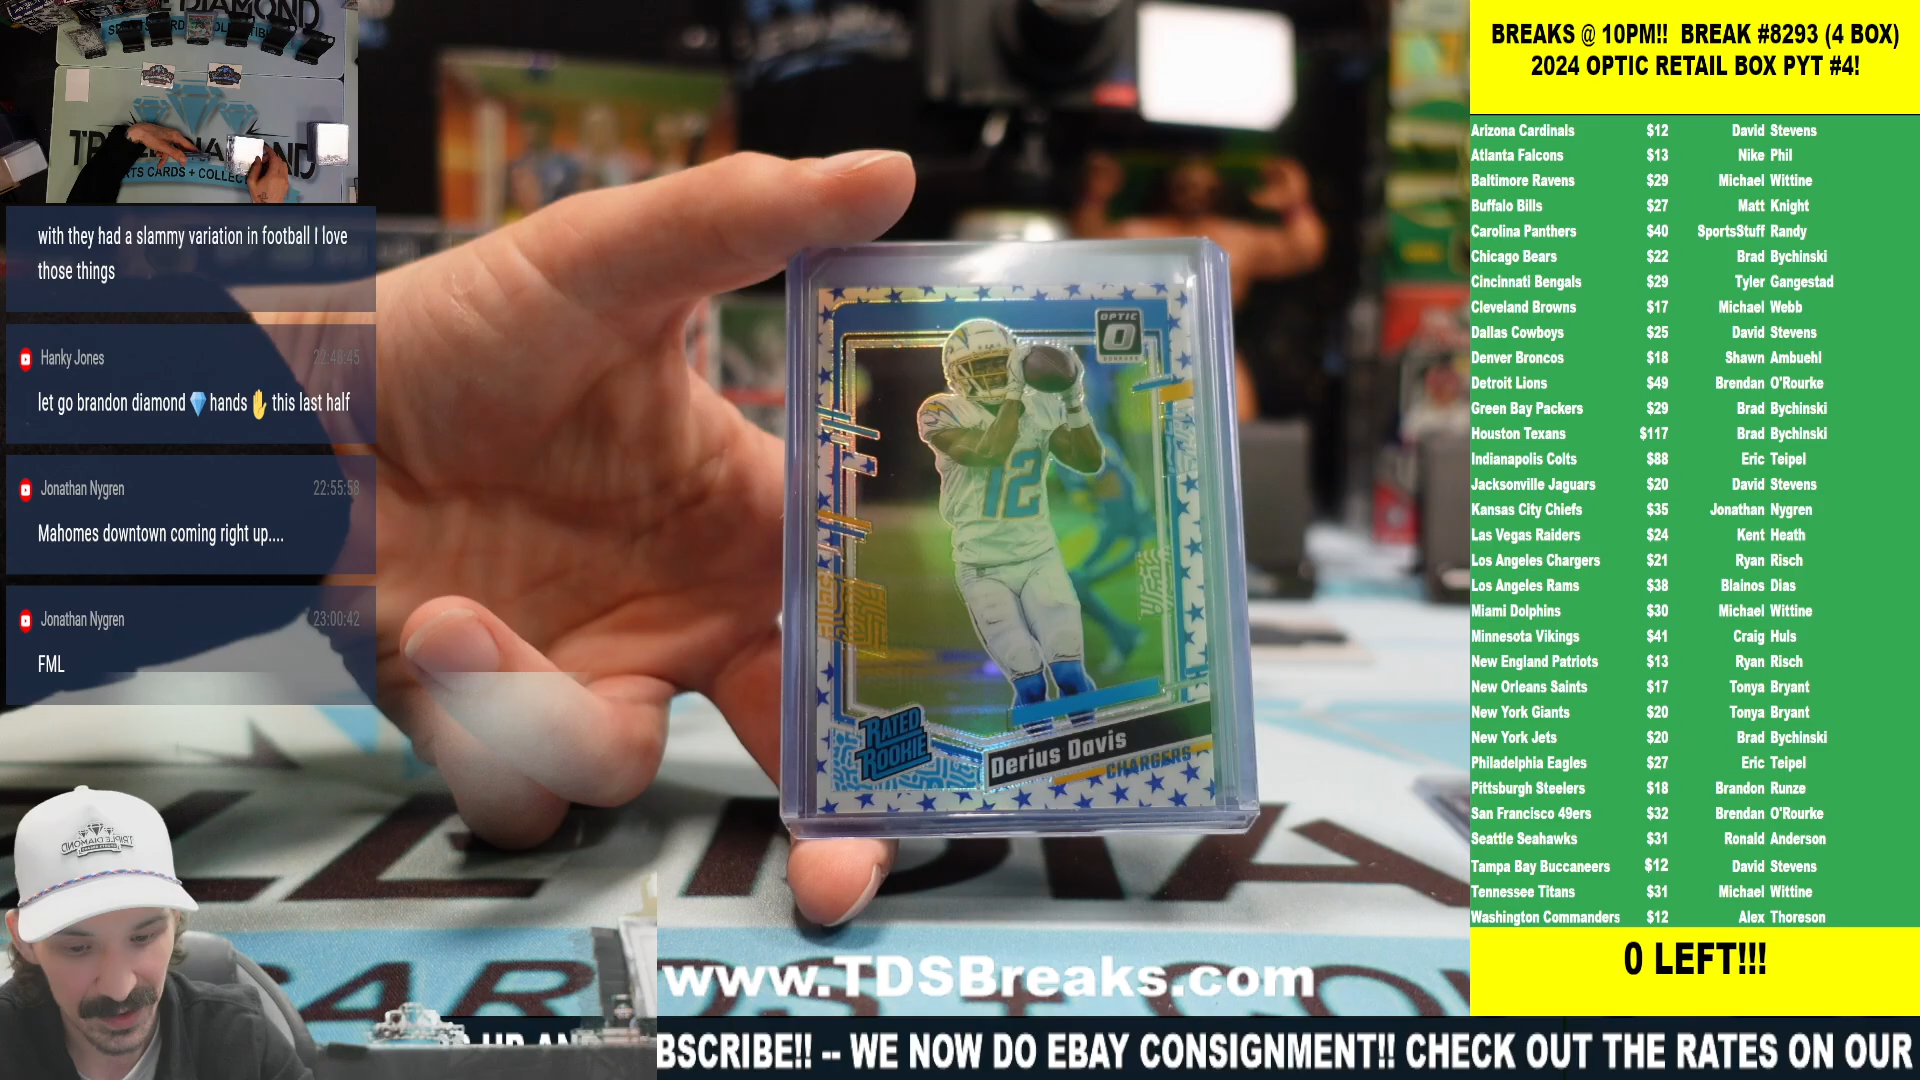 with they had a slammy variation in football I love
those things
Hanky Jones 22:48:45
let go brandon diamond 💎 hands ✋ this last half
Jonathan Nygren 22:55:58
Mahomes downtown coming right up....
Jonathan Nygren 23:00:42
FML
OPTIC
RATED
ROOKIE
12
Derius Davis
CHARGERS
www.TDSBreaks.com
BSCRIBE!! -- WE NOW DO EBAY CONSIGNMENT!! CHECK OUT THE RATES ON OUR
BREAKS @ 10PM!! BREAK #8293 (4 BOX)
2024 OPTIC RETAIL BOX PYT #4!
Arizona Cardinals $12 David Stevens
Atlanta Falcons $13 Nike Phil
Baltimore Ravens $29 Michael Wittine
Buffalo Bills $27 Matt Knight
Carolina Panthers $40 SportsStuff Randy
Chicago Bears $22 Brad Bychinski
Cincinnati Bengals $29 Tyler Gangestad
Cleveland Browns $17 Michael Webb
Dallas Cowboys $25 David Stevens
Denver Broncos $18 Shawn Ambuehl
Detroit Lions $49 Brendan O'Rourke
Green Bay Packers $29 Brad Bychinski
Houston Texans $117 Brad Bychinski
Indianapolis Colts $88 Eric Teipel
Jacksonville Jaguars $20 David Stevens
Kansas City Chiefs $35 Jonathan Nygren
Las Vegas Raiders $24 Kent Heath
Los Angeles Chargers $21 Ryan Risch
Los Angeles Rams $38 Blainos Dias
Miami Dolphins $30 Michael Wittine
Minnesota Vikings $41 Craig Huls
New England Patriots $13 Ryan Risch
New Orleans Saints $17 Tonya Bryant
New York Giants $20 Tonya Bryant
New York Jets $20 Brad Bychinski
Philadelphia Eagles $27 Eric Teipel
Pittsburgh Steelers $18 Brandon Runze
San Francisco 49ers $32 Brendan O'Rourke
Seattle Seahawks $31 Ronald Anderson
Tampa Bay Buccaneers $12 David Stevens
Tennessee Titans $31 Michael Wittine
Washington Commanders $12 Alex Thoreson
0 LEFT!!!